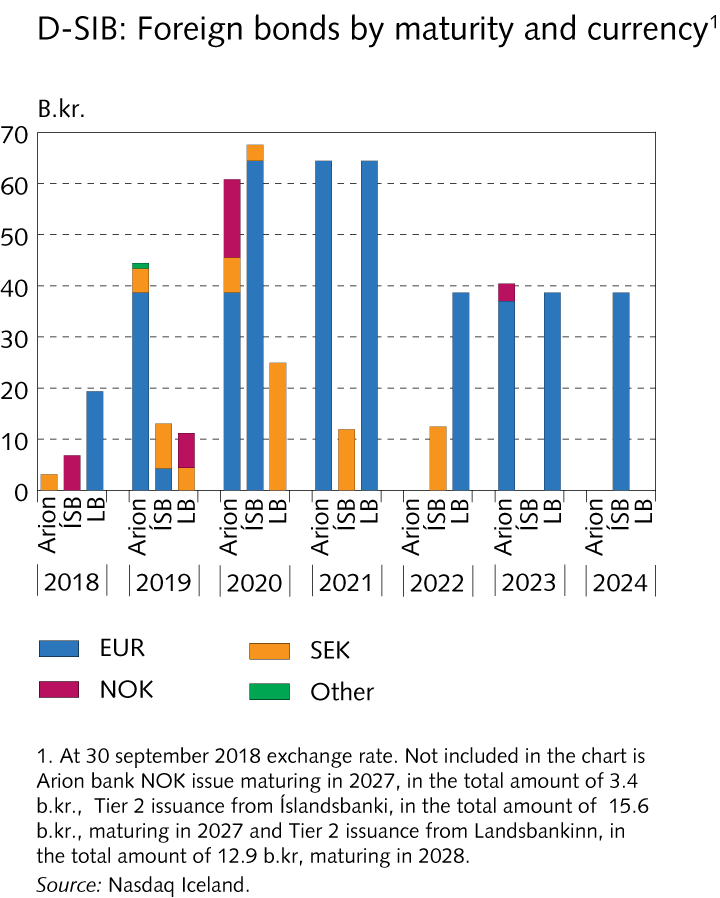 D-SIB: Foreign bonds by maturity and currency¹
B.kr.
70
60
50
40
30
20
10
0
Arion ÍSB LB Arion ÍSB LB Arion ÍSB LB Arion ÍSB LB Arion ÍSB LB Arion ÍSB LB Arion ÍSB LB
2018 2019 2020 2021 2022 2023 2024
EUR SEK
NOK Other
1. At 30 september 2018 exchange rate. Not included in the chart is
Arion bank NOK issue maturing in 2027, in the total amount of 3.4
b.kr., Tier 2 issuance from Íslandsbanki, in the total amount of 15.6
b.kr., maturing in 2027 and Tier 2 issuance from Landsbankinn, in
the total amount of 12.9 b.kr, maturing in 2028.
Source: Nasdaq Iceland.